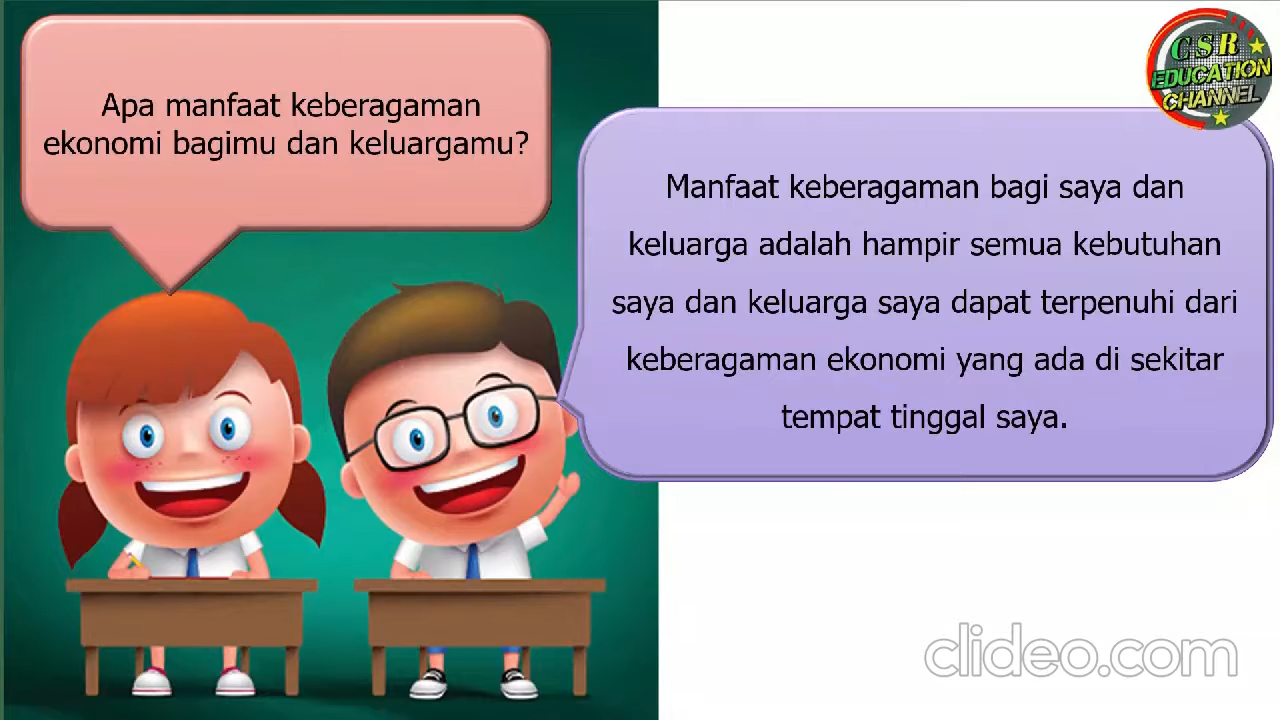 Apa manfaat keberagaman
ekonomi bagimu dan keluargamu?
Manfaat keberagaman bagi saya dan
keluarga adalah hampir semua kebutuhan
saya dan keluarga saya dapat terpenuhi dari
keberagaman ekonomi yang ada di sekitar
tempat tinggal saya.
CSR
EDUCATION
CHANNEL
clideo.com